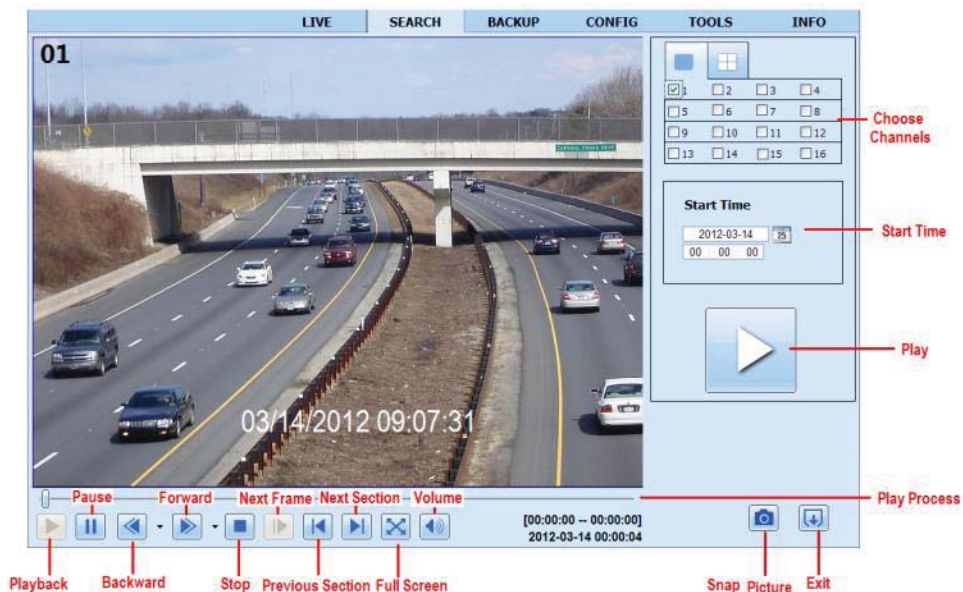 LIVE SEARCH BACKUP CONFIG TOOLS INFO
01
1 2 3 4
5 6 7 8
9 10 11 12
13 14 15 16
Choose
Channels
Start Time
2012-03-14 25
00 00 00
Start Time
Play
03/14/2012 09:07:31
Pause Forward Next Frame Next Section Volume
Play Process
[00:00:00 -- 00:00:00]
2012-03-14 00:00:04
Playback Backward Stop Previous Section Full Screen Snap Picture Exit